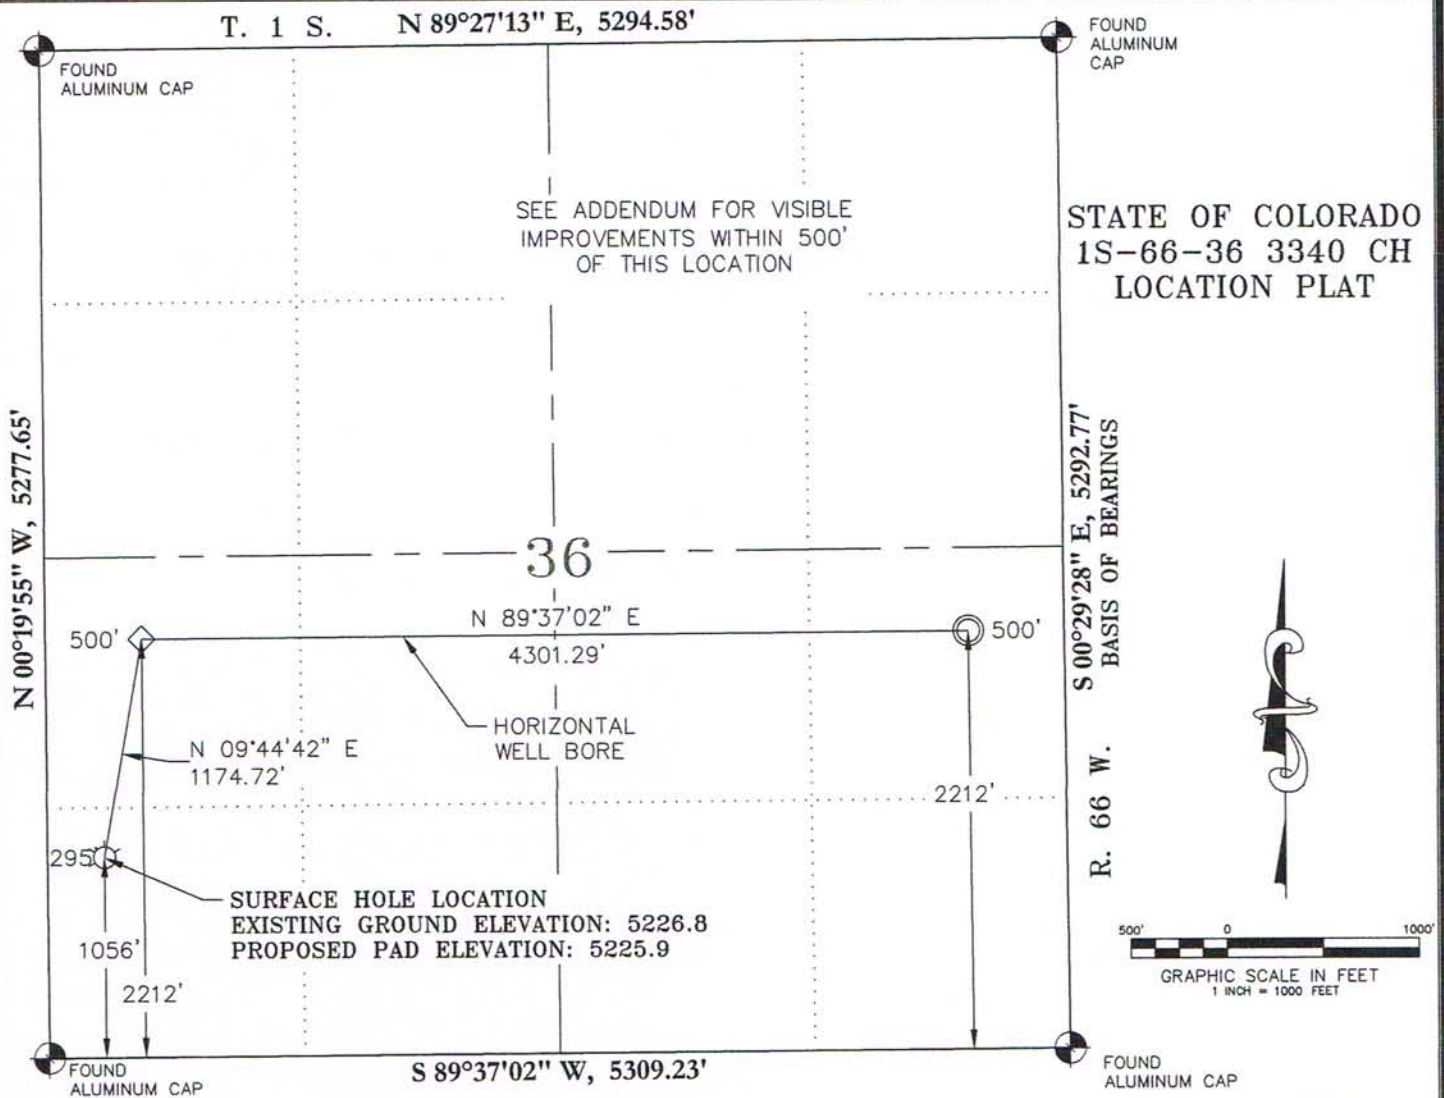 T. 1 S. N 89°27'13" E, 5294.58'
FOUND
ALUMINUM CAP
FOUND
ALUMINUM
CAP
SEE ADDENDUM FOR VISIBLE
IMPROVEMENTS WITHIN 500'
OF THIS LOCATION
STATE OF COLORADO
1S-66-36 3340 CH
LOCATION PLAT
N 00°19'55" W, 5277.65'
S 00°29'28" E, 5292.77'
BASIS OF BEARINGS
R. 66 W.
36
500'
N 89°37'02" E
4301.29'
500'
HORIZONTAL
WELL BORE
N 09°44'42" E
1174.72'
2212'
295'
SURFACE HOLE LOCATION
EXISTING GROUND ELEVATION: 5226.8
PROPOSED PAD ELEVATION: 5225.9
1056'
2212'
500' 0 1000'
GRAPHIC SCALE IN FEET
1 INCH = 1000 FEET
FOUND
ALUMINUM CAP
S 89°37'02" W, 5309.23'
FOUND
ALUMINUM CAP